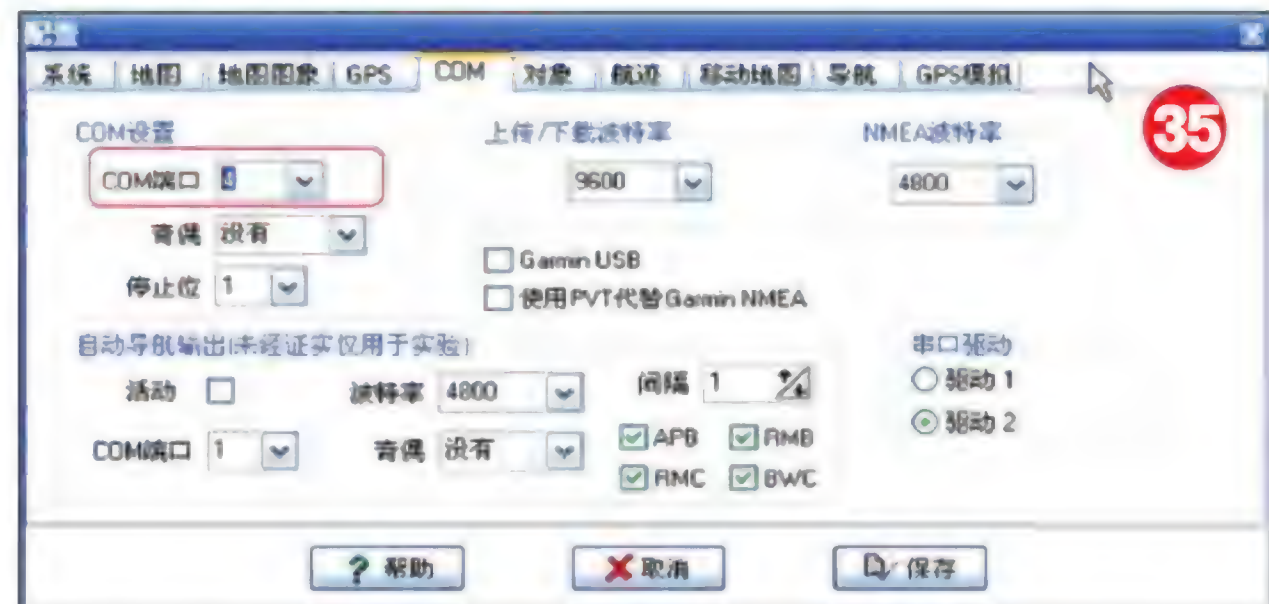 系统 地图 地图图象 GPS COM 对象 航迹 移动地图 导航 GPS模拟
35
COM设置 上传/下载波特率 NMEA波特率
COM端口 4 9600 4800
奇偶 没有
Garmin USB
停止位 1
使用PVT代替Garmin NMEA
自动导航输出(未经证实仅用于实验) 串口驱动
活动 波特率 4800 间隔 1 驱动 1
COM端口 1 奇偶 没有 APB RMB 驱动 2
RMC BWC
? 帮助 取消 保存